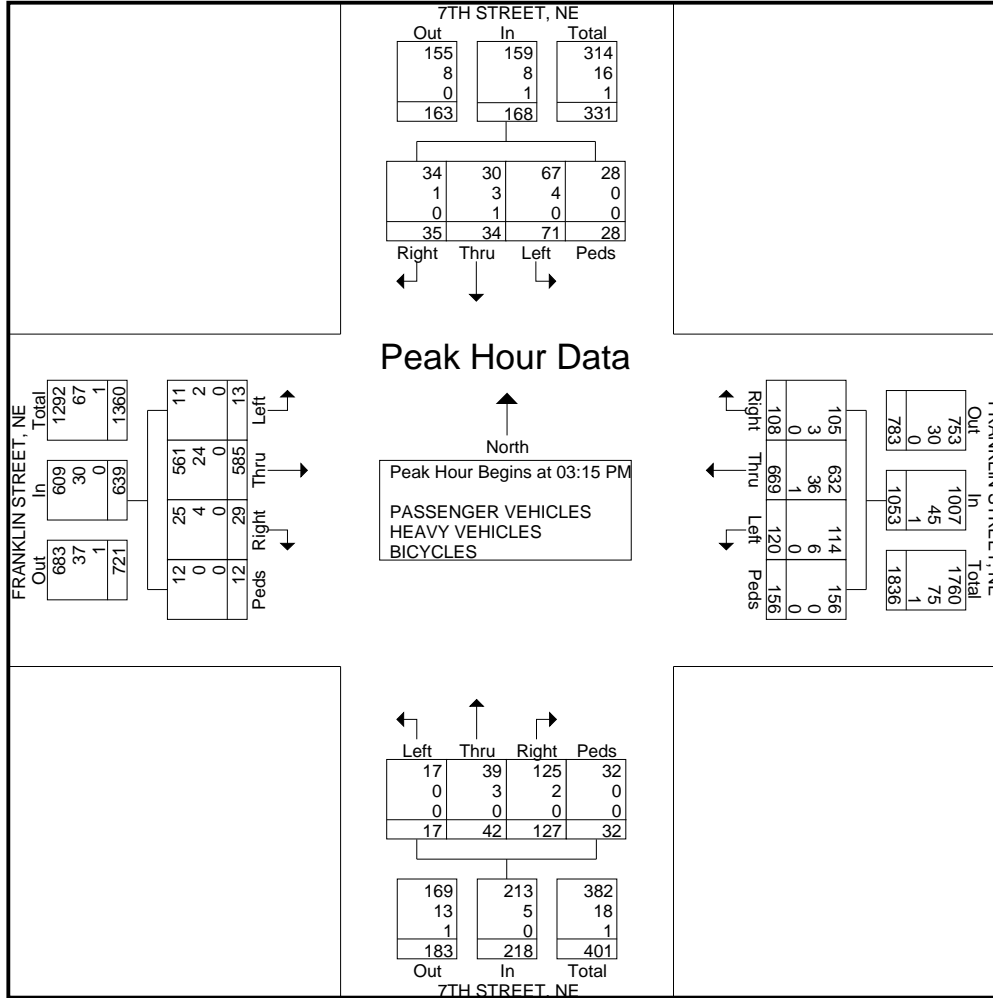 7TH STREET, NE
Out In Total
155 159 314
8 8 16
0 1 1
163 168 331
34 30 67 28
1 3 4 0
0 1 0 0
35 34 71 28
Right Thru Left Peds
Peak Hour Data
North
Peak Hour Begins at 03:15 PM
PASSENGER VEHICLES
HEAVY VEHICLES
BICYCLES
FRANKLIN STREET, NE
Out In Total
683 609 1292
37 30 67
1 0 1
721 639 1360
12 25 561 11
0 4 24 2
0 0 0 0
12 29 585 13
Peds Right Thru Left
FRANKLIN STREET, NE
Out In Total
753 1007 1760
30 45 75
0 1 1
783 1053 1836
105 632 114 156
3 36 6 0
0 1 0 0
108 669 120 156
Right Thru Left Peds
Left Thru Right Peds
17 39 125 32
0 3 2 0
0 0 0 0
17 42 127 32
169 213 382
13 5 18
1 0 1
183 218 401
Out In Total
7TH STREET, NE